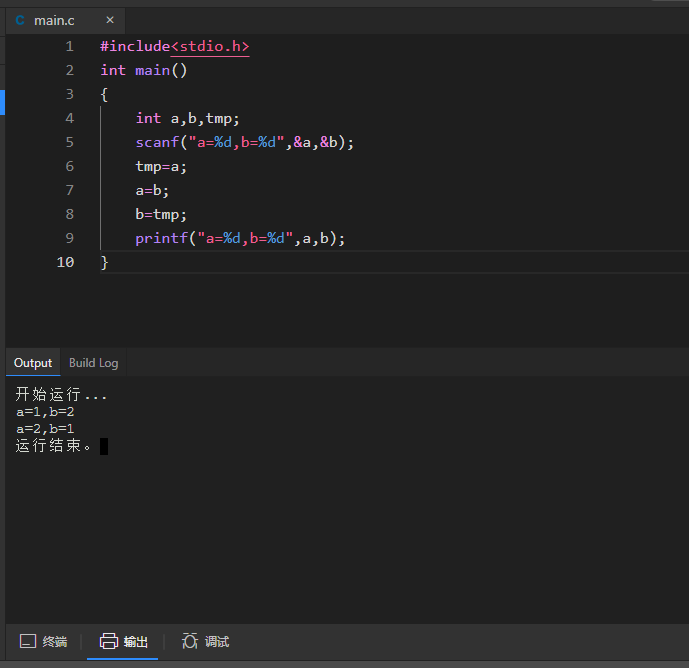 C main.c ×
1 #include<stdio.h>
2 int main()
3 {
4     int a,b,tmp;
5     scanf("a=%d,b=%d",&a,&b);
6     tmp=a;
7     a=b;
8     b=tmp;
9     printf("a=%d,b=%d",a,b);
10 }
Output Build Log
开始运行...
a=1,b=2
a=2,b=1
运行结束。
终端 输出 调试